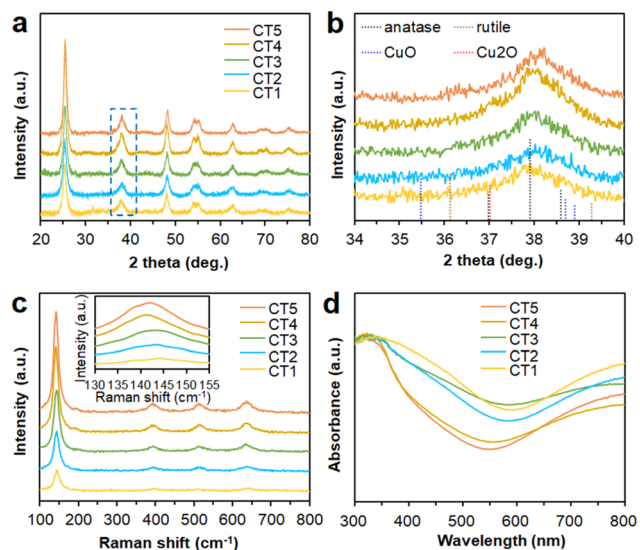 a
CT5
CT4
CT3
CT2
CT1
Intensity (a.u.)
20 30 40 50 60 70 80
2 theta (deg.)
b
anatase
rutile
CuO
Cu2O
Intensity (a.u.)
34 35 36 37 38 39 40
2 theta (deg.)
c
Intensity (a.u.)
130 135 140 145 150 155
Raman shift (cm-1)
CT5
CT4
CT3
CT2
CT1
Intensity (a.u.)
100 200 300 400 500 600 700 800
Raman shift (cm-1)
d
CT5
CT4
CT3
CT2
CT1
Absorbance (a.u.)
300 400 500 600 700 800
Wavelength (nm)